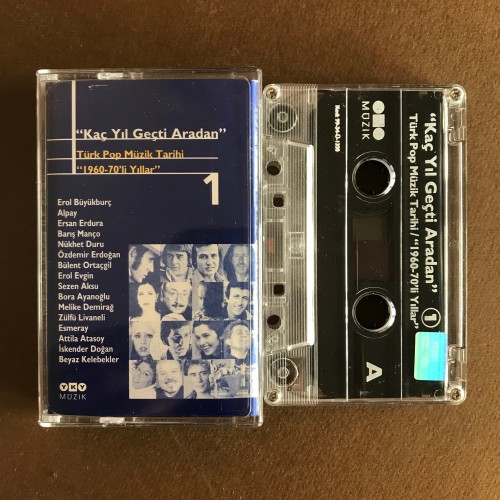 "Kaç Yıl Geçti Aradan"
Türk Pop Müzik Tarihi
"1960-70'li Yıllar"
1
Erol Büyükburç
Alpay
Ersan Erdura
Barış Manço
Nükhet Duru
Özdemir Erdoğan
Bülent Ortaçgil
Erol Evgin
Sezen Aksu
Bora Ayanoğlu
Melike Demirağ
Zülfü Livaneli
Esmeray
Attila Atasoy
İskender Doğan
Beyaz Kelebekler
YKY
MÜZİK
MÜZİK
"Kaç Yıl Geçti Aradan" 1
Türk Pop Müzik Tarihi / "1960-70'li Yıllar"
A